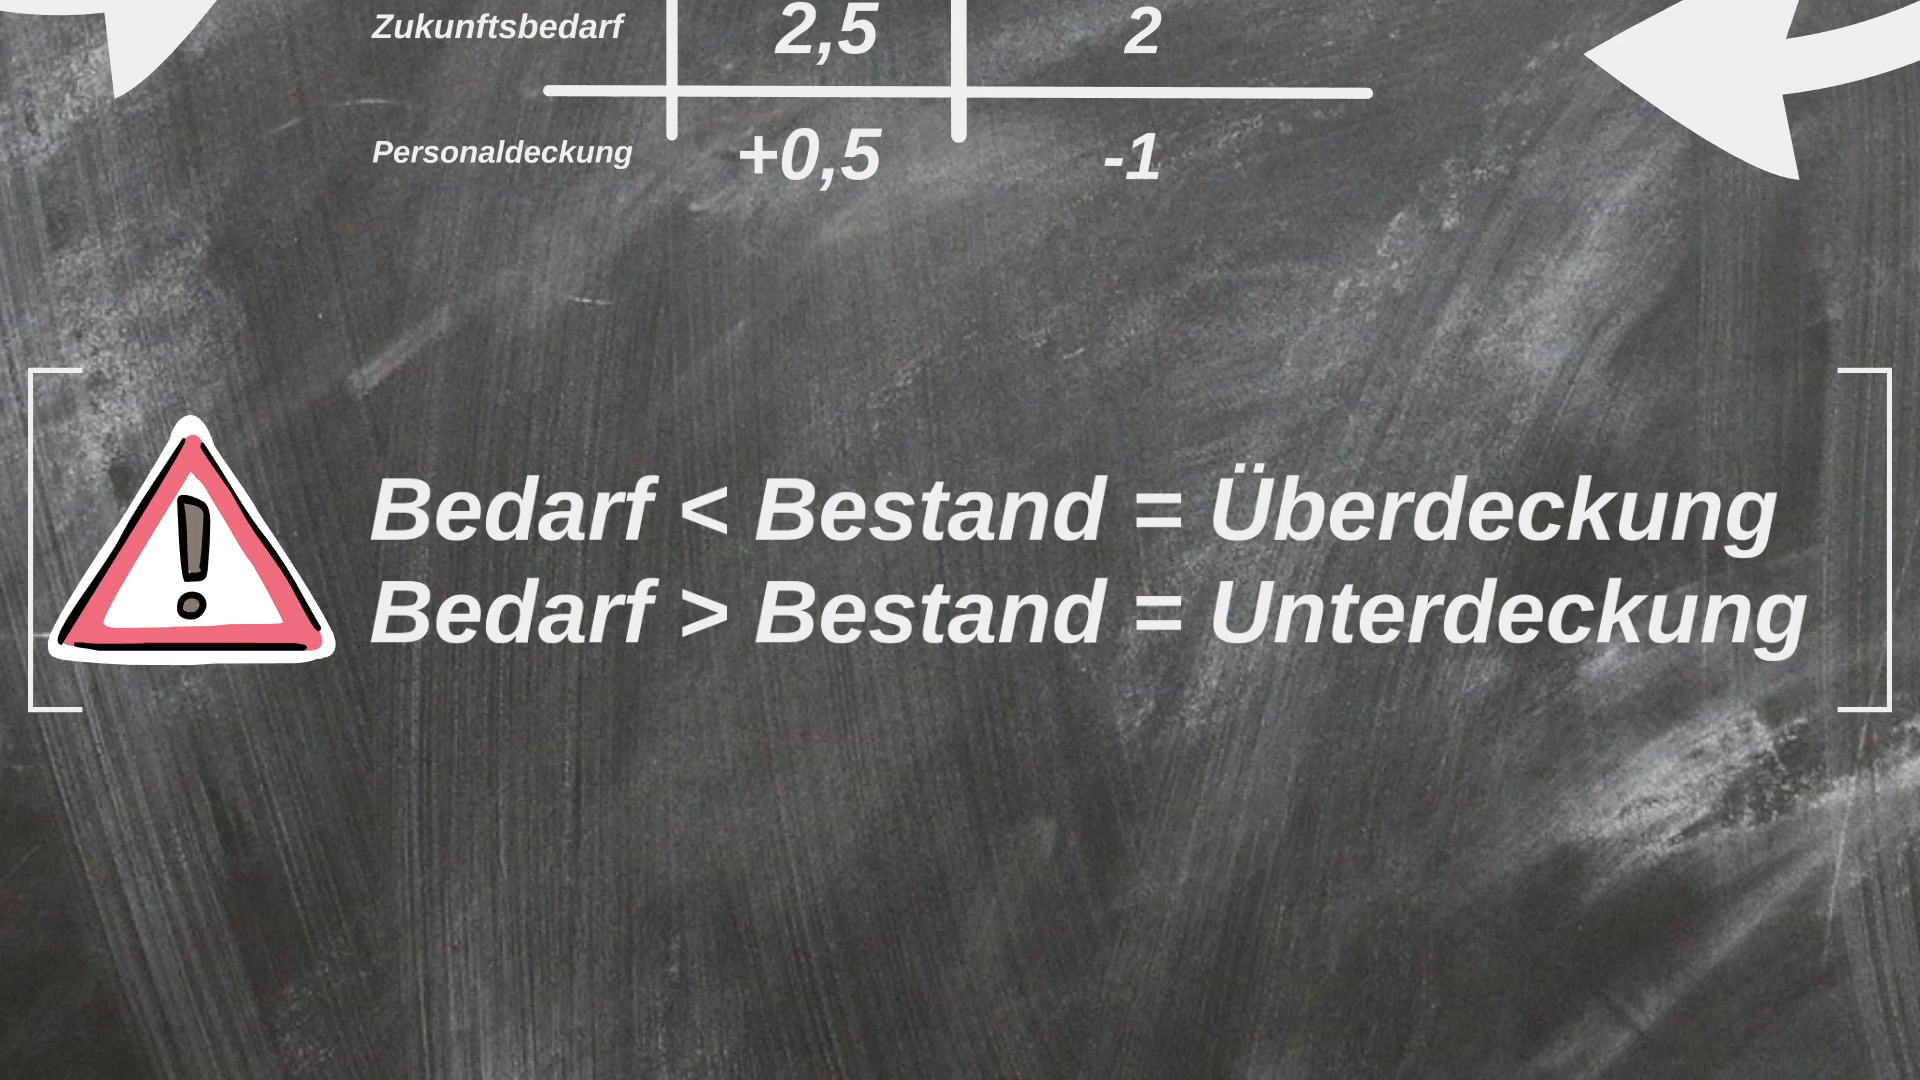 Zukunftsbedarf 2,5 2
Personaldeckung +0,5 -1
Bedarf < Bestand = Überdeckung
Bedarf > Bestand = Unterdeckung